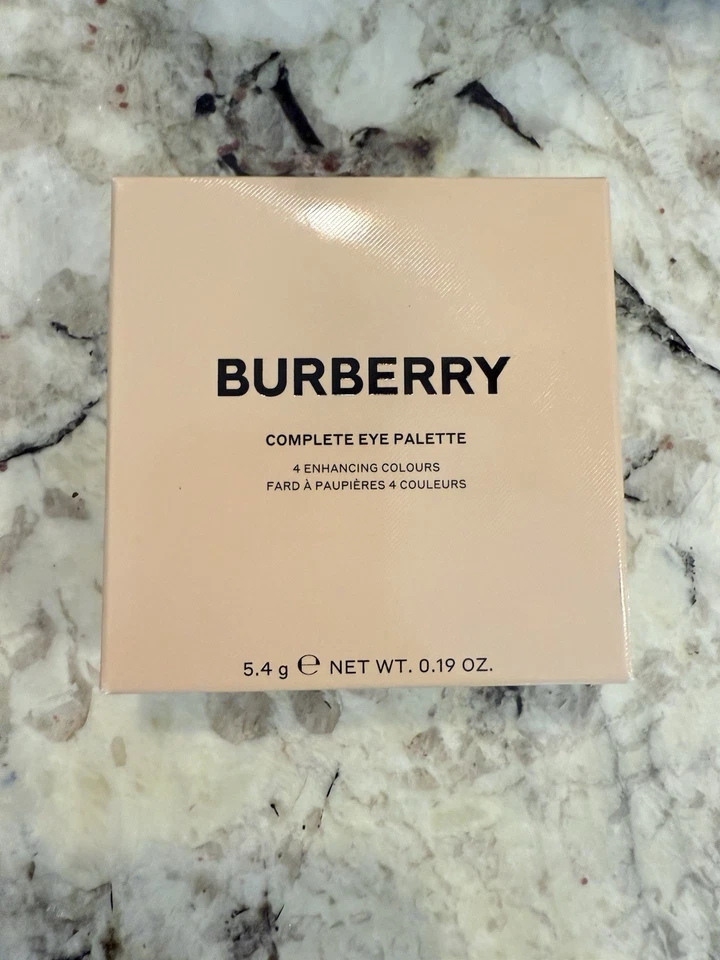 BURBERRY
COMPLETE EYE PALETTE
4 ENHANCING COLOURS
FARD À PAUPIÈRES 4 COULEURS
5.4 g ℮ NET WT. 0.19 OZ.